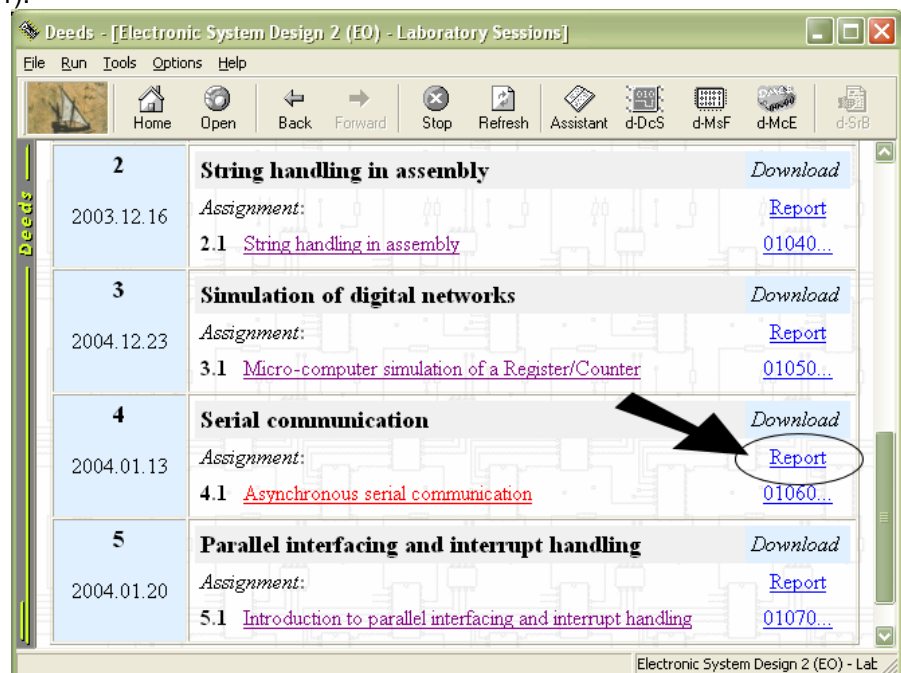 4).
Deeds - [Electronic System Design 2 (EO) - Laboratory Sessions]
File Run Tools Options Help
Home Open Back Forward Stop Refresh Assistant d-DcS d-MsF d-McE d-SrB
Deeds
2 String handling in assembly Download
2003.12.16 Assignment: Report
2.1 String handling in assembly 01040...
3 Simulation of digital networks Download
2004.12.23 Assignment: Report
3.1 Micro-computer simulation of a Register/Counter 01050...
4 Serial communication Download
2004.01.13 Assignment: Report
4.1 Asynchronous serial communication 01060...
5 Parallel interfacing and interrupt handling Download
2004.01.20 Assignment: Report
5.1 Introduction to parallel interfacing and interrupt handling 01070...
Electronic System Design 2 (EO) - Lab